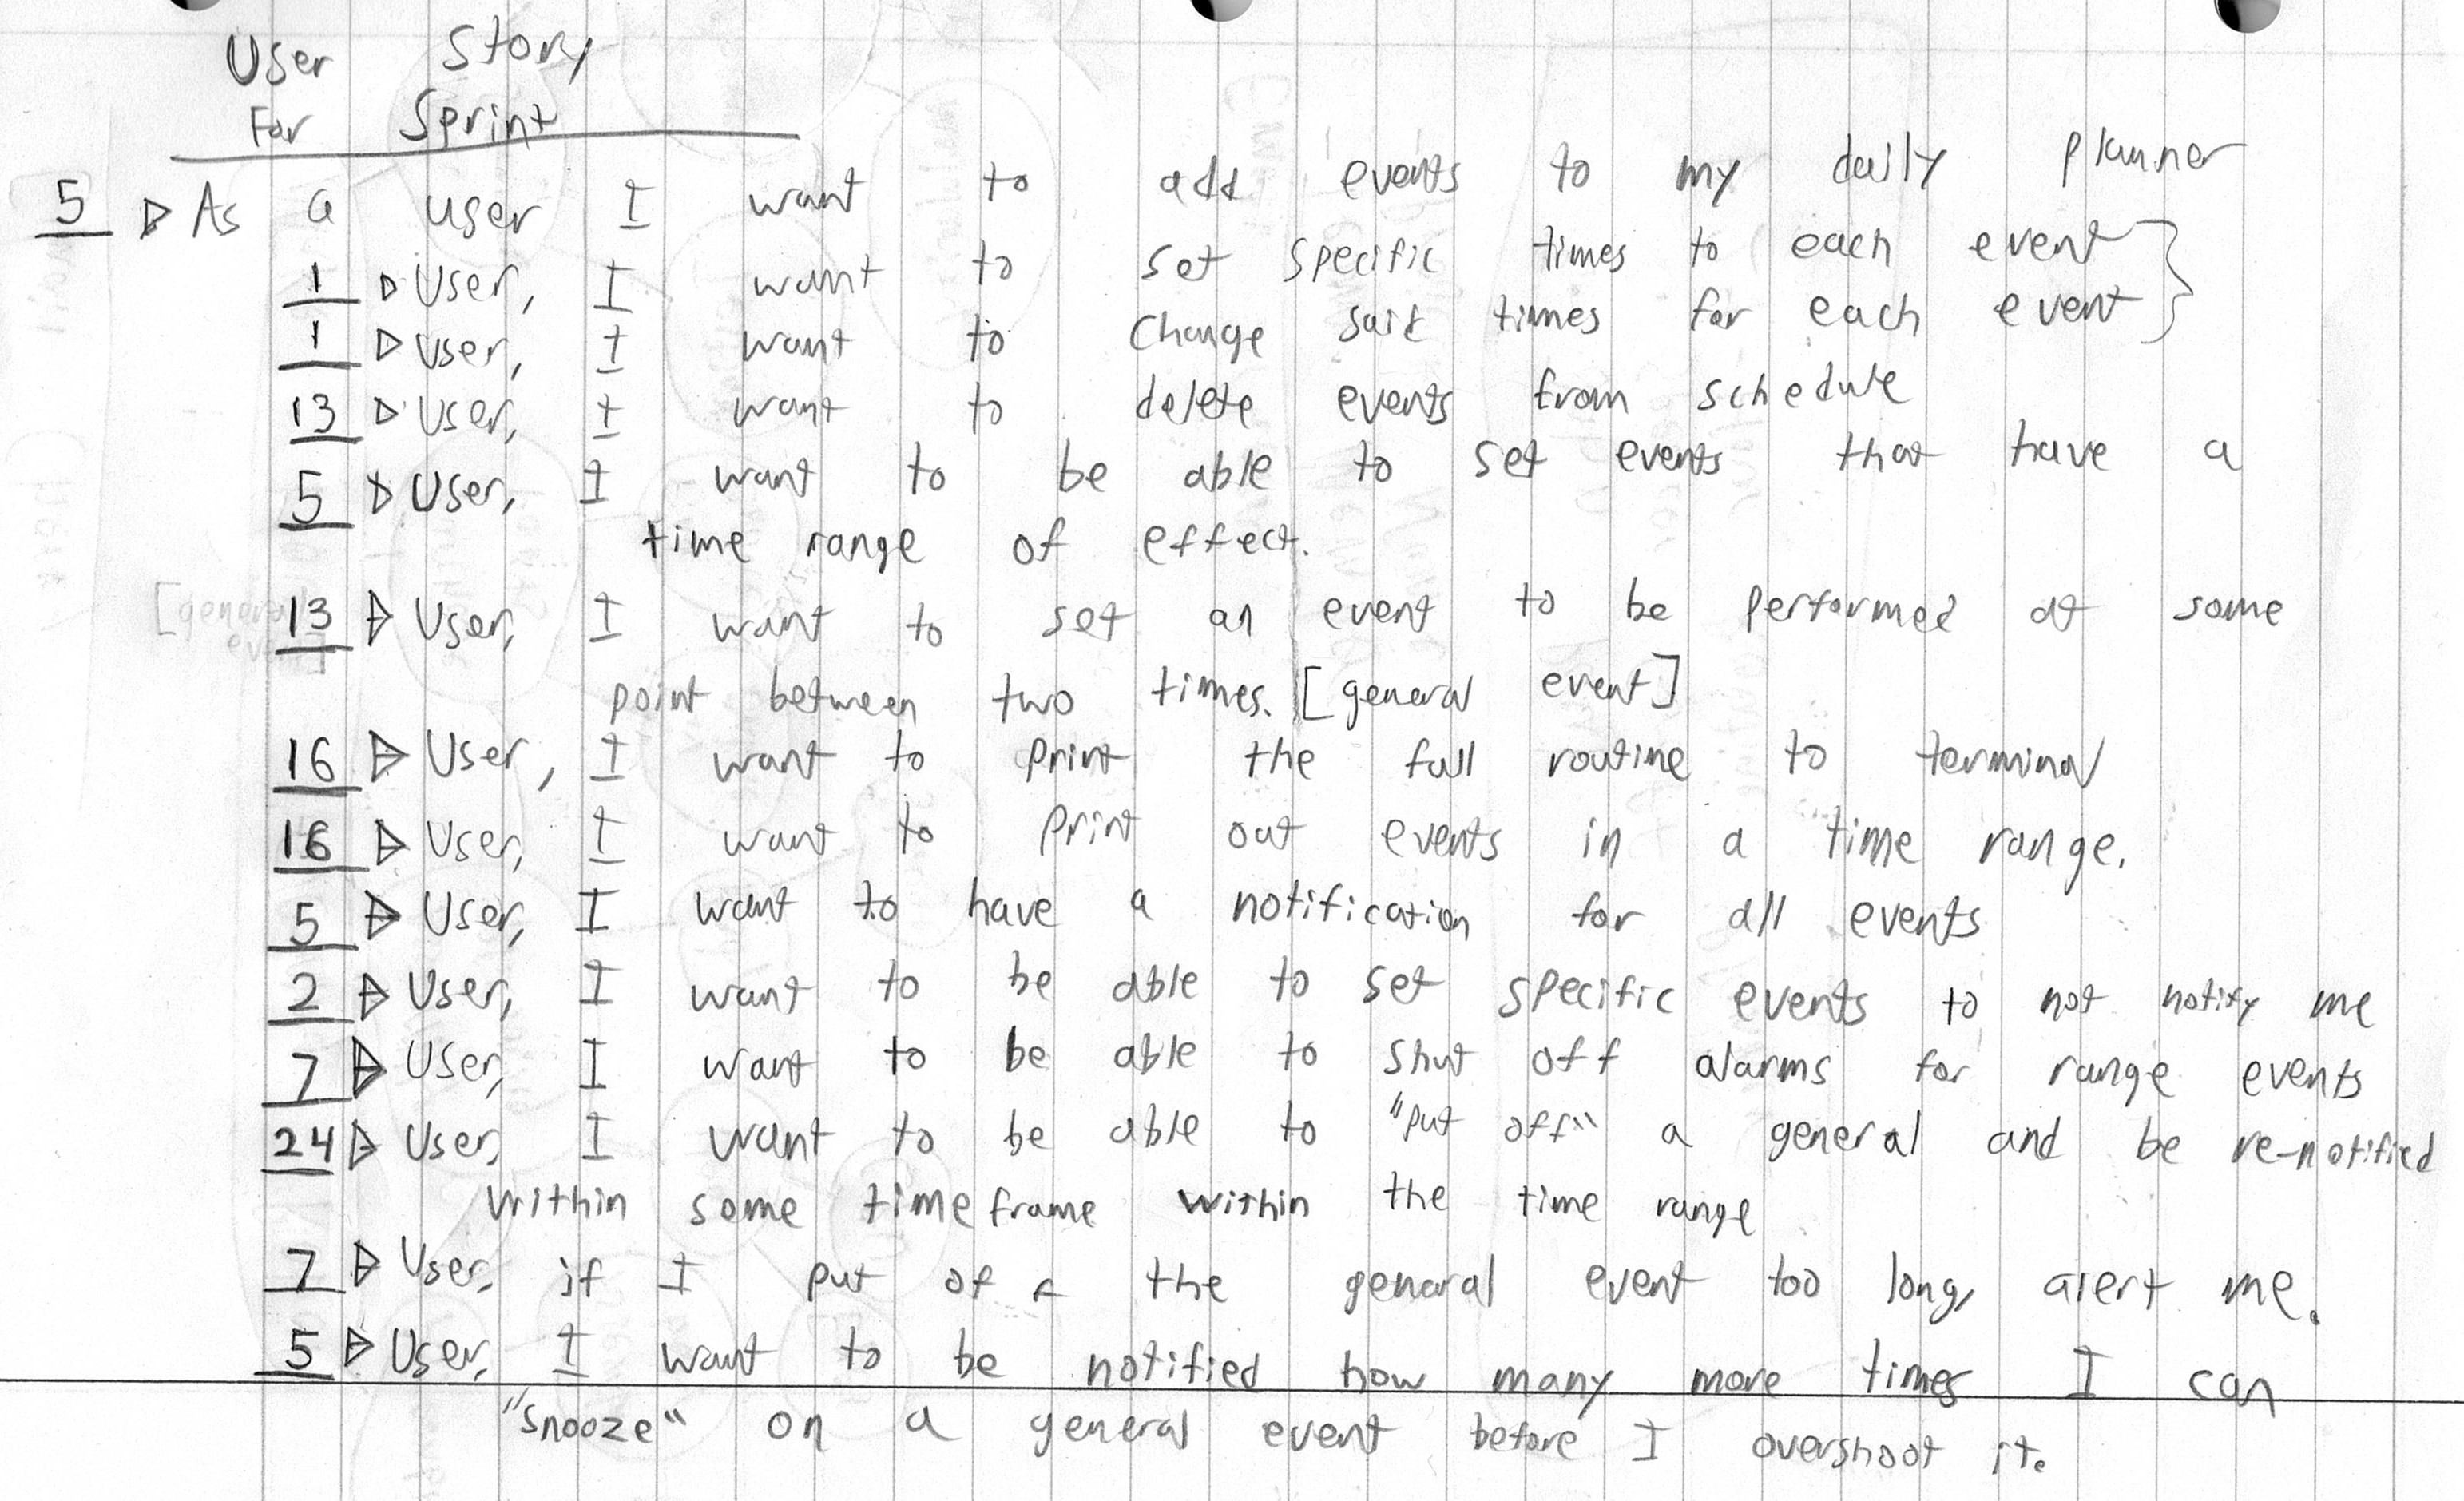 User Story
For Sprint
5 ▷ As a user I want to add events to my daily planner
1 ▷ User, I want to set specific times to each event }
1 ▷ User, I want to change said times for each event }
13 ▷ User, I want to delete events from schedule
5 ▷ User, I want to be able to set events that have a
time range of effect.
13 ▷ User, I want to set an event to be performed at some
point between two times. [general event]
16 ▷ User, I want to print the full routine to terminal
16 ▷ User, I want to print out events in a time range.
5 ▷ User, I want to have a notification for all events
2 ▷ User, I want to be able to set specific events to not notify me
7 ▷ User, I want to be able to shut off alarms for range events
24 ▷ User, I want to be able to "put off" a general and be re-notified
within some timeframe within the time range
7 ▷ User, if I put off the general event too long, alert me.
5 ▷ User, I want to be notified how many more times I can
"snooze" on a general event before I overshoot it.